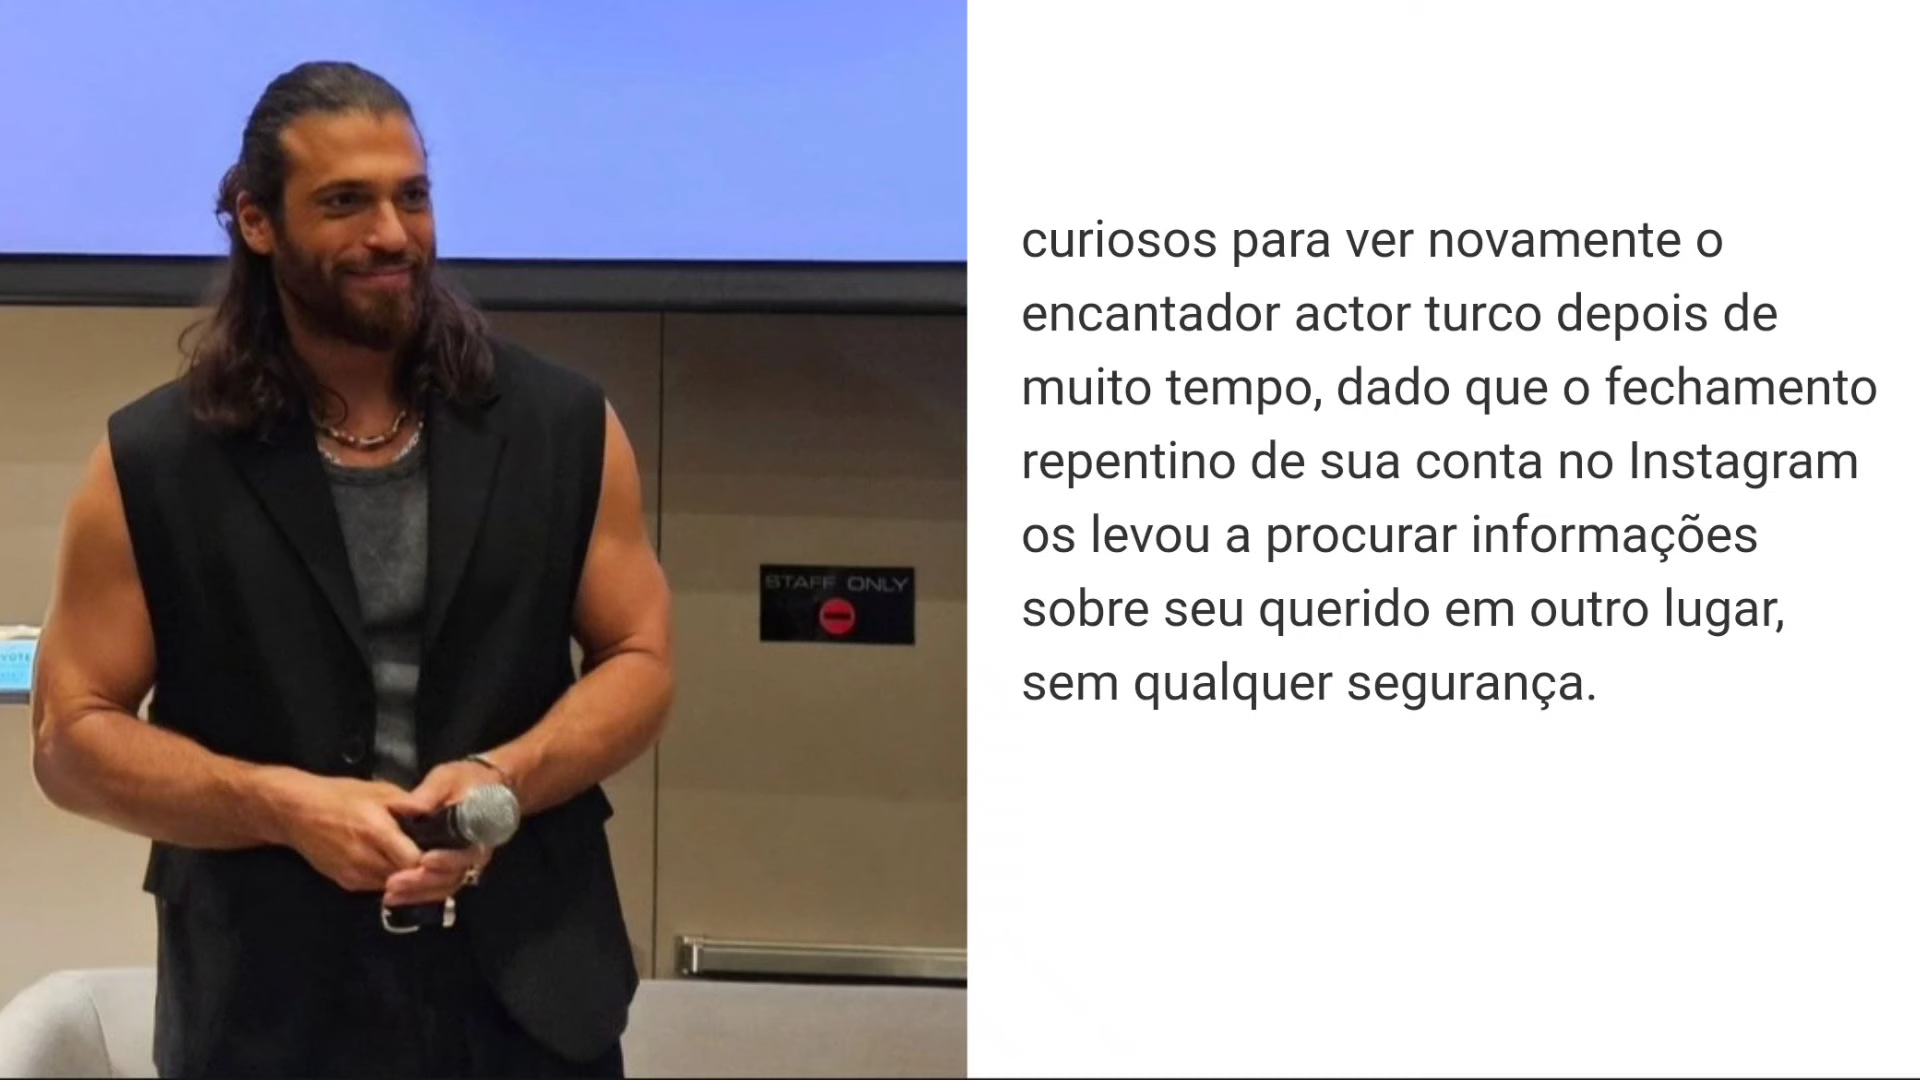 curiosos para ver novamente o
encantador actor turco depois de
muito tempo, dado que o fechamento
repentino de sua conta no Instagram
os levou a procurar informações
sobre seu querido em outro lugar,
sem qualquer segurança.
STAFF ONLY
VOTE